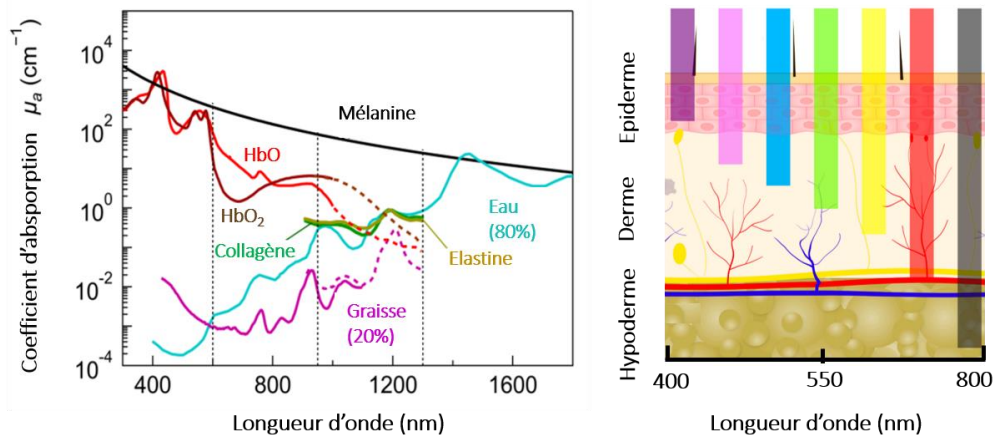 Coefficient d'absporption μₐ (cm⁻¹)
10⁴
10²
10⁰
10⁻²
10⁻⁴
Mélanine
HbO
HbO₂
Collagène
Eau
(80%)
Elastine
Graisse
(20%)
400
800
1200
1600
Longueur d'onde (nm)
Epiderme
Derme
Hypoderme
400
550
800
Longueur d'onde (nm)